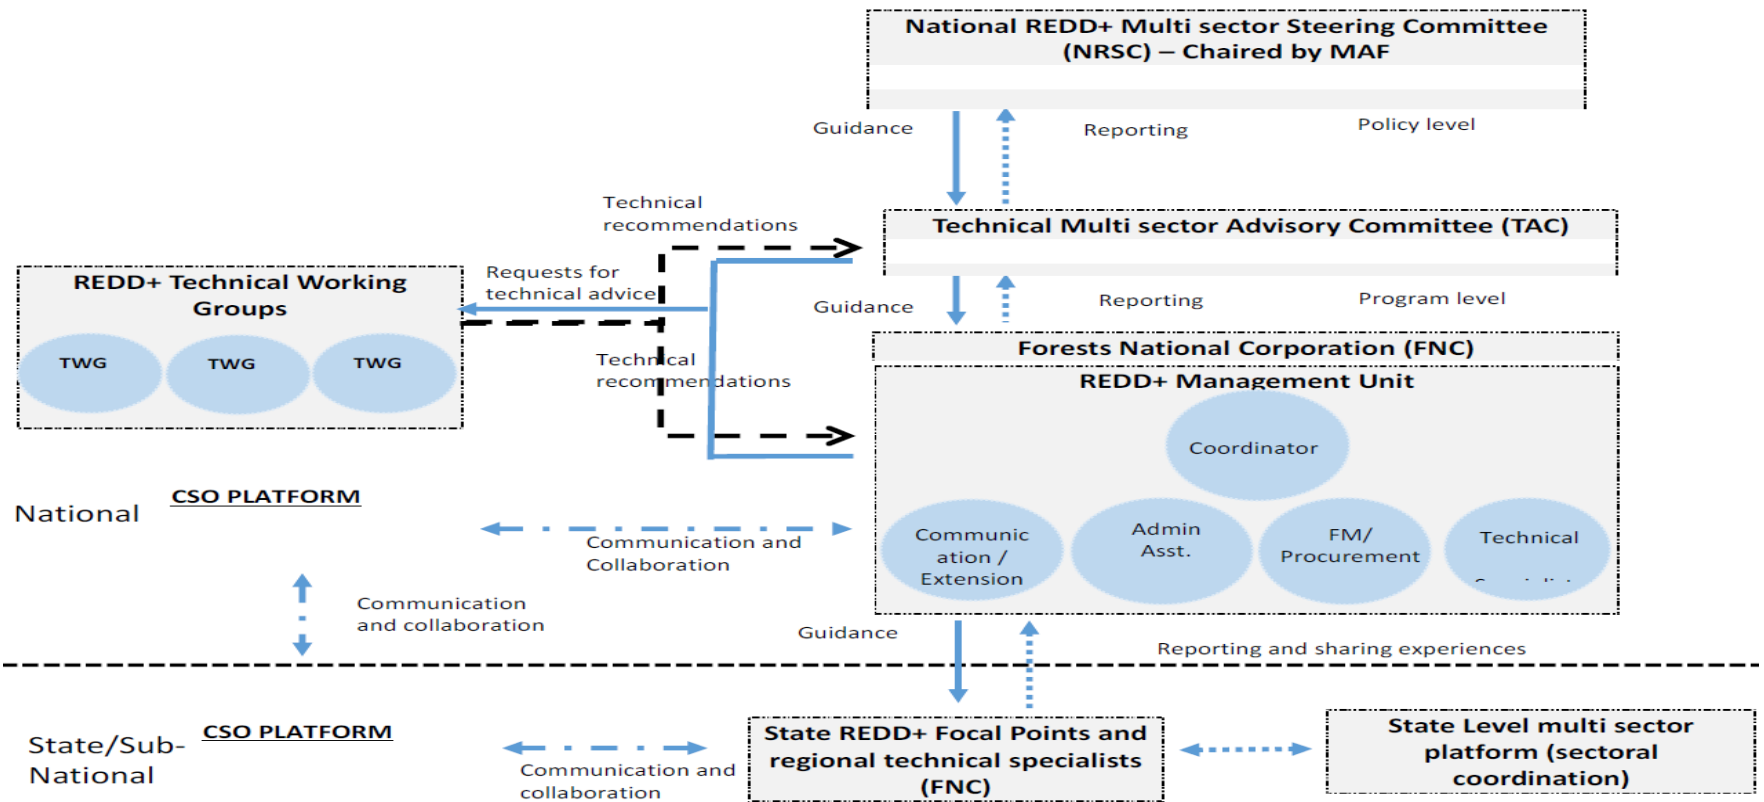 National REDD+ Multi sector Steering Committee
(NRSC) – Chaired by MAF
Guidance
Reporting
Policy level
Technical
recommendations
Technical Multi sector Advisory Committee (TAC)
REDD+ Technical Working
Groups
TWG
TWG
TWG
Requests for
technical advice
Guidance
Reporting
Program level
Technical
recommendations
Forests National Corporation (FNC)
REDD+ Management Unit
Coordinator
Communic
ation /
Extension
Admin
Asst.
FM/
Procurement
Technical
National
CSO PLATFORM
Communication and
Collaboration
Communication
and collaboration
Guidance
Reporting and sharing experiences
State/Sub-
National
CSO PLATFORM
Communication and
collaboration
State REDD+ Focal Points and
regional technical specialists
(FNC)
State Level multi sector
platform (sectoral
coordination)